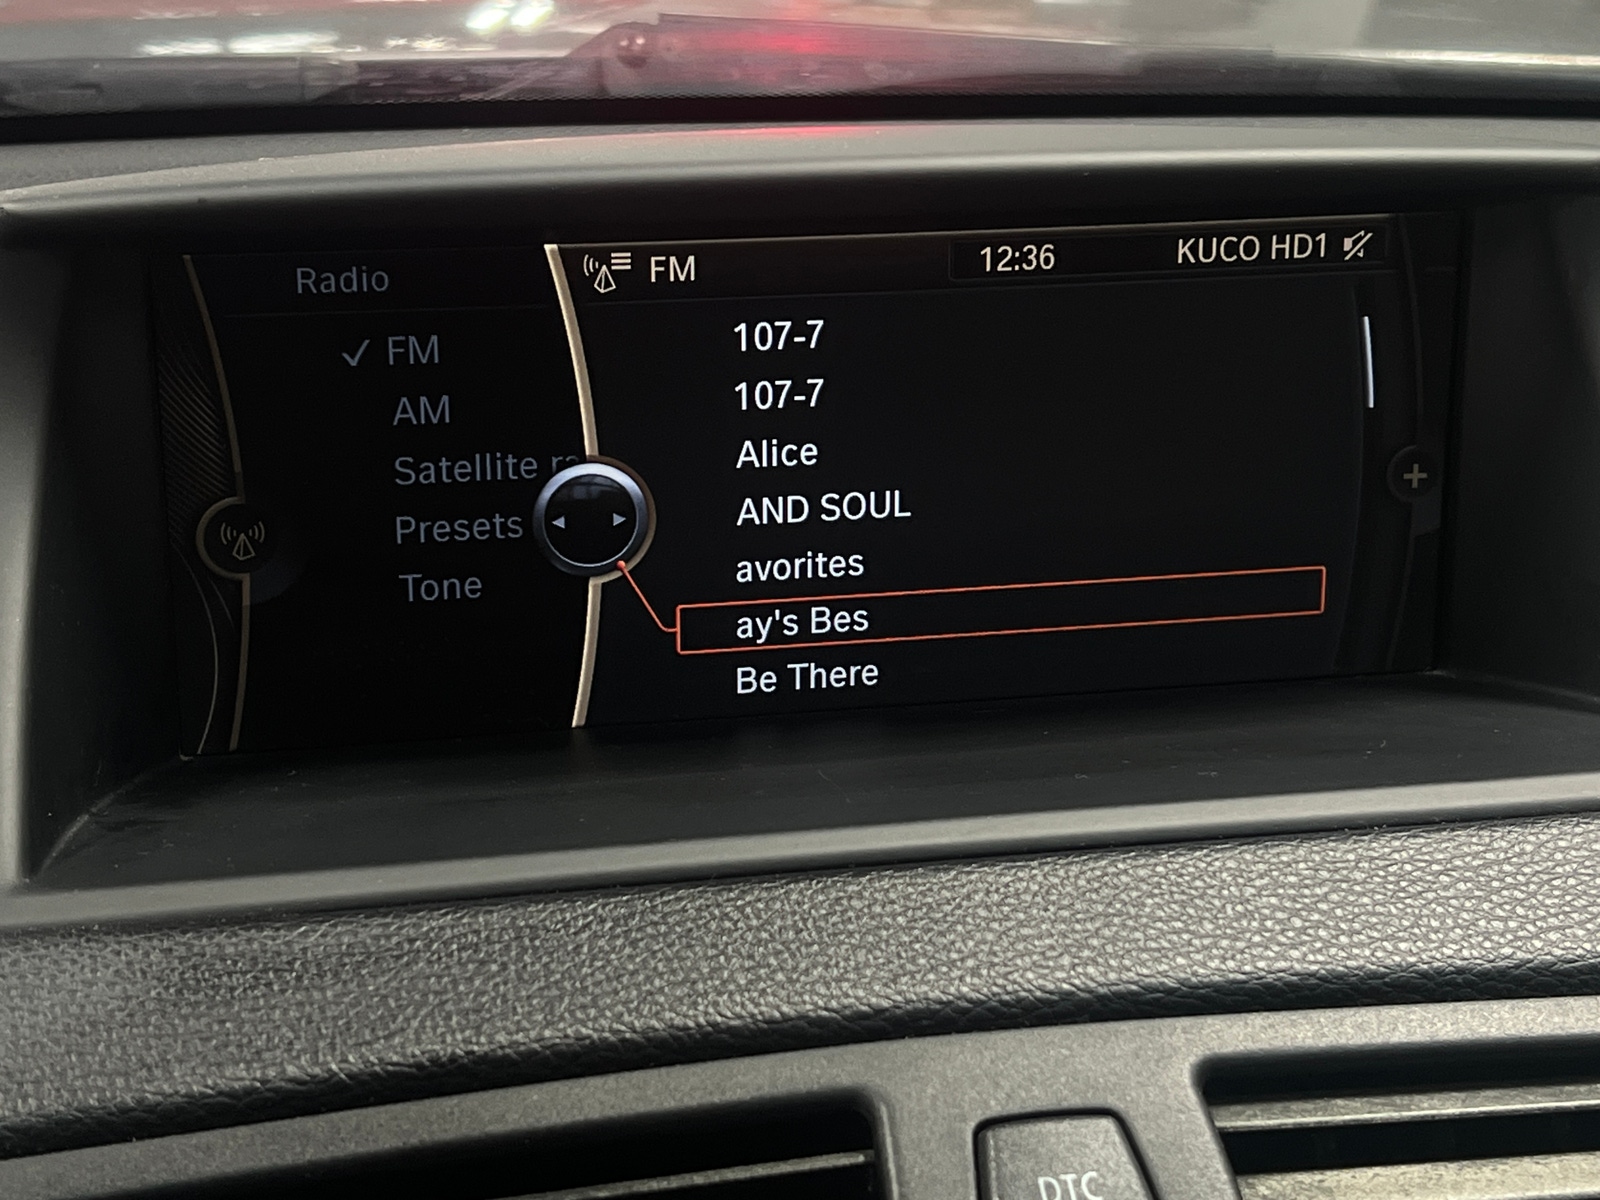 Radio
FM
AM
Satellite
Presets
Tone
FM
12:36
KUCO HD1
107-7
107-7
Alice
AND SOUL
avorites
ay's Bes
Be There
DTC